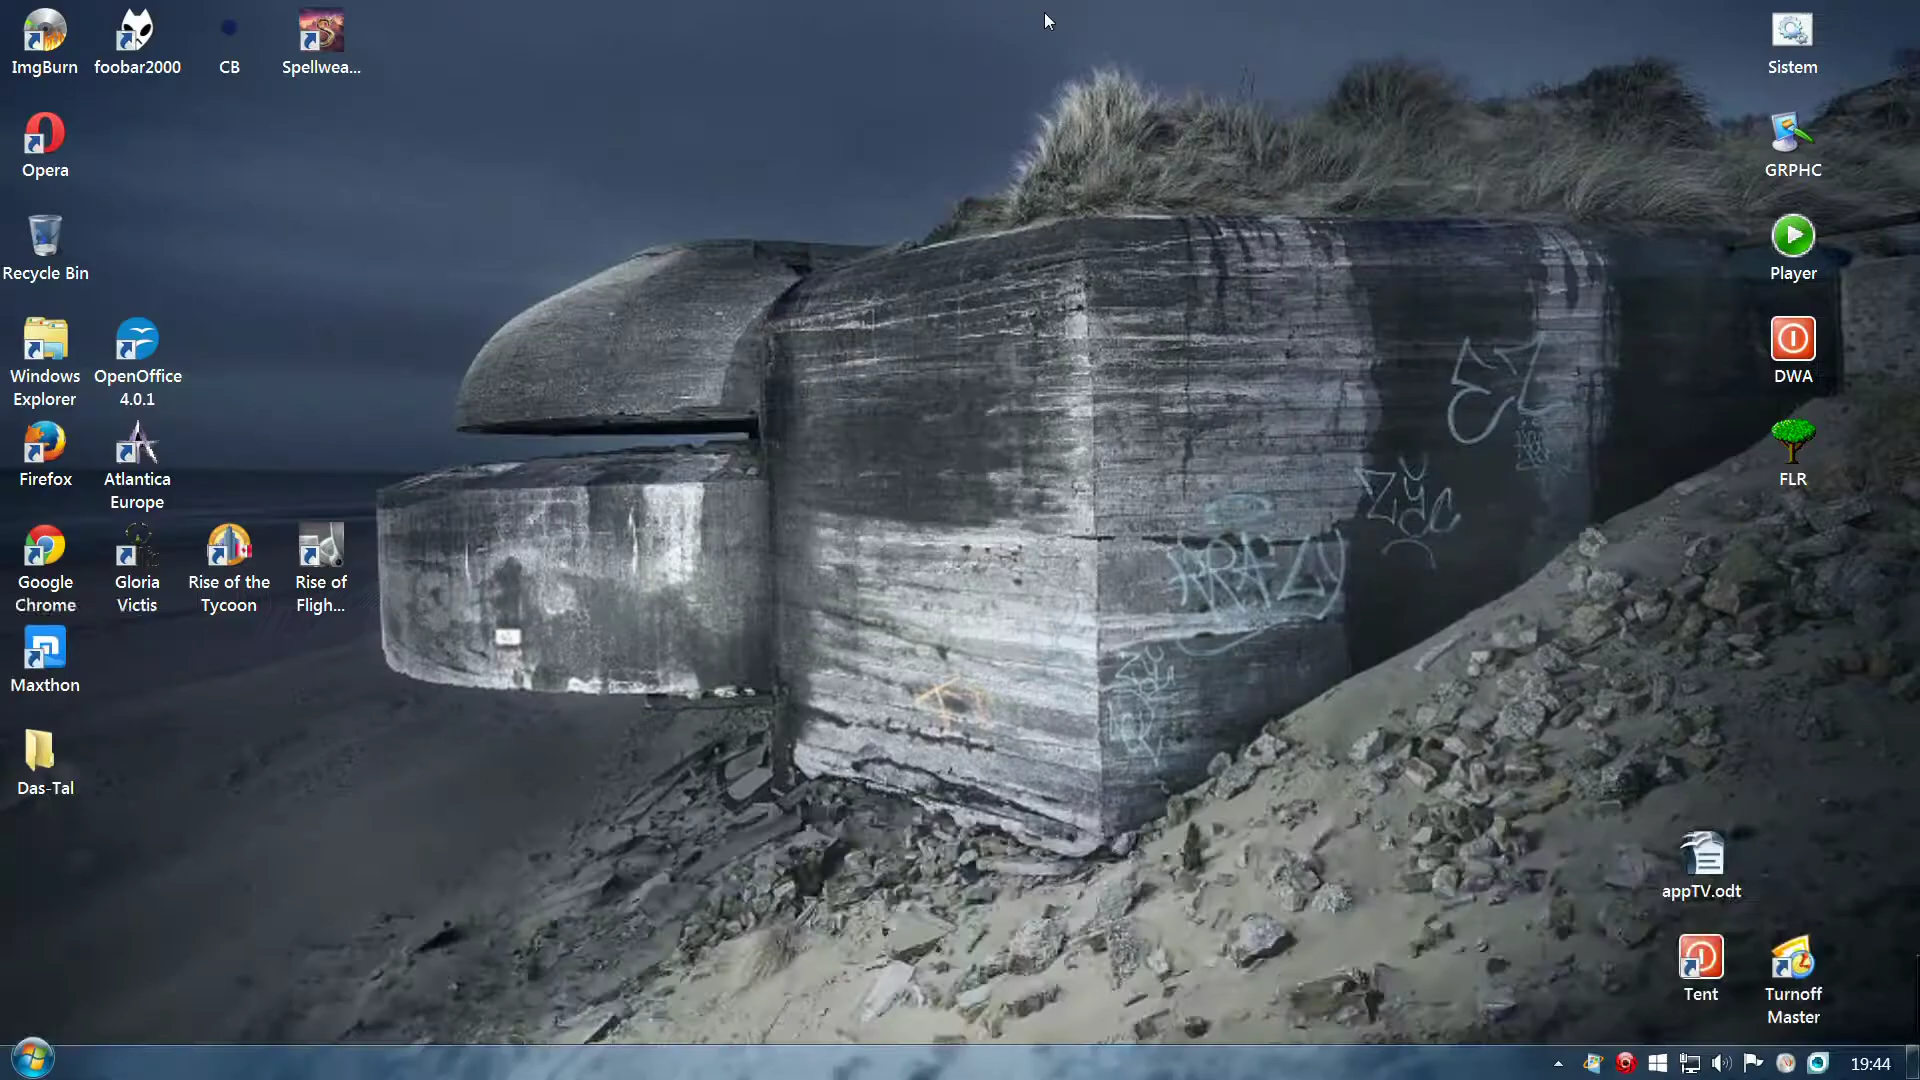 ImgBurn
foobar2000
CB
Spellwea...
Sistem
Opera
GRPHC
Recycle Bin
Player
Windows
Explorer
OpenOffice
4.0.1
DWA
Firefox
Atlantica
Europe
FLR
Google
Chrome
Gloria
Victis
Rise of the
Tycoon
Rise of
Fligh...
Maxthon
Das-Tal
appTV.odt
Tent
Turnoff
Master
19:44